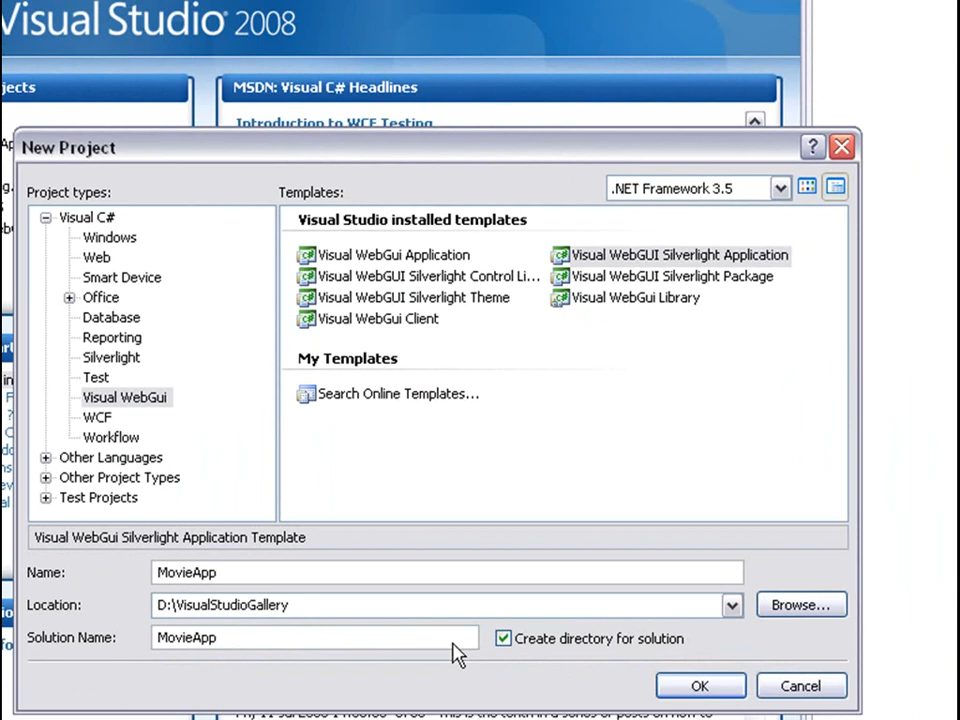 Visual Studio 2008
jects
MSDN: Visual C# Headlines
Introduction to WCF Testing
New Project
Project types:
Templates:
.NET Framework 3.5
Visual C#
Windows
Web
Smart Device
Office
Database
Reporting
Silverlight
Test
Visual WebGui
WCF
Workflow
Other Languages
Other Project Types
Test Projects
Visual Studio installed templates
Visual WebGui Application
Visual WebGUI Silverlight Application
Visual WebGUI Silverlight Control Li...
Visual WebGUI Silverlight Package
Visual WebGUI Silverlight Theme
Visual WebGui Library
Visual WebGui Client
My Templates
Search Online Templates...
Visual WebGui Silverlight Application Template
Name:
MovieApp
Location:
D:\VisualStudioGallery
Browse...
Solution Name:
MovieApp
Create directory for solution
OK
Cancel